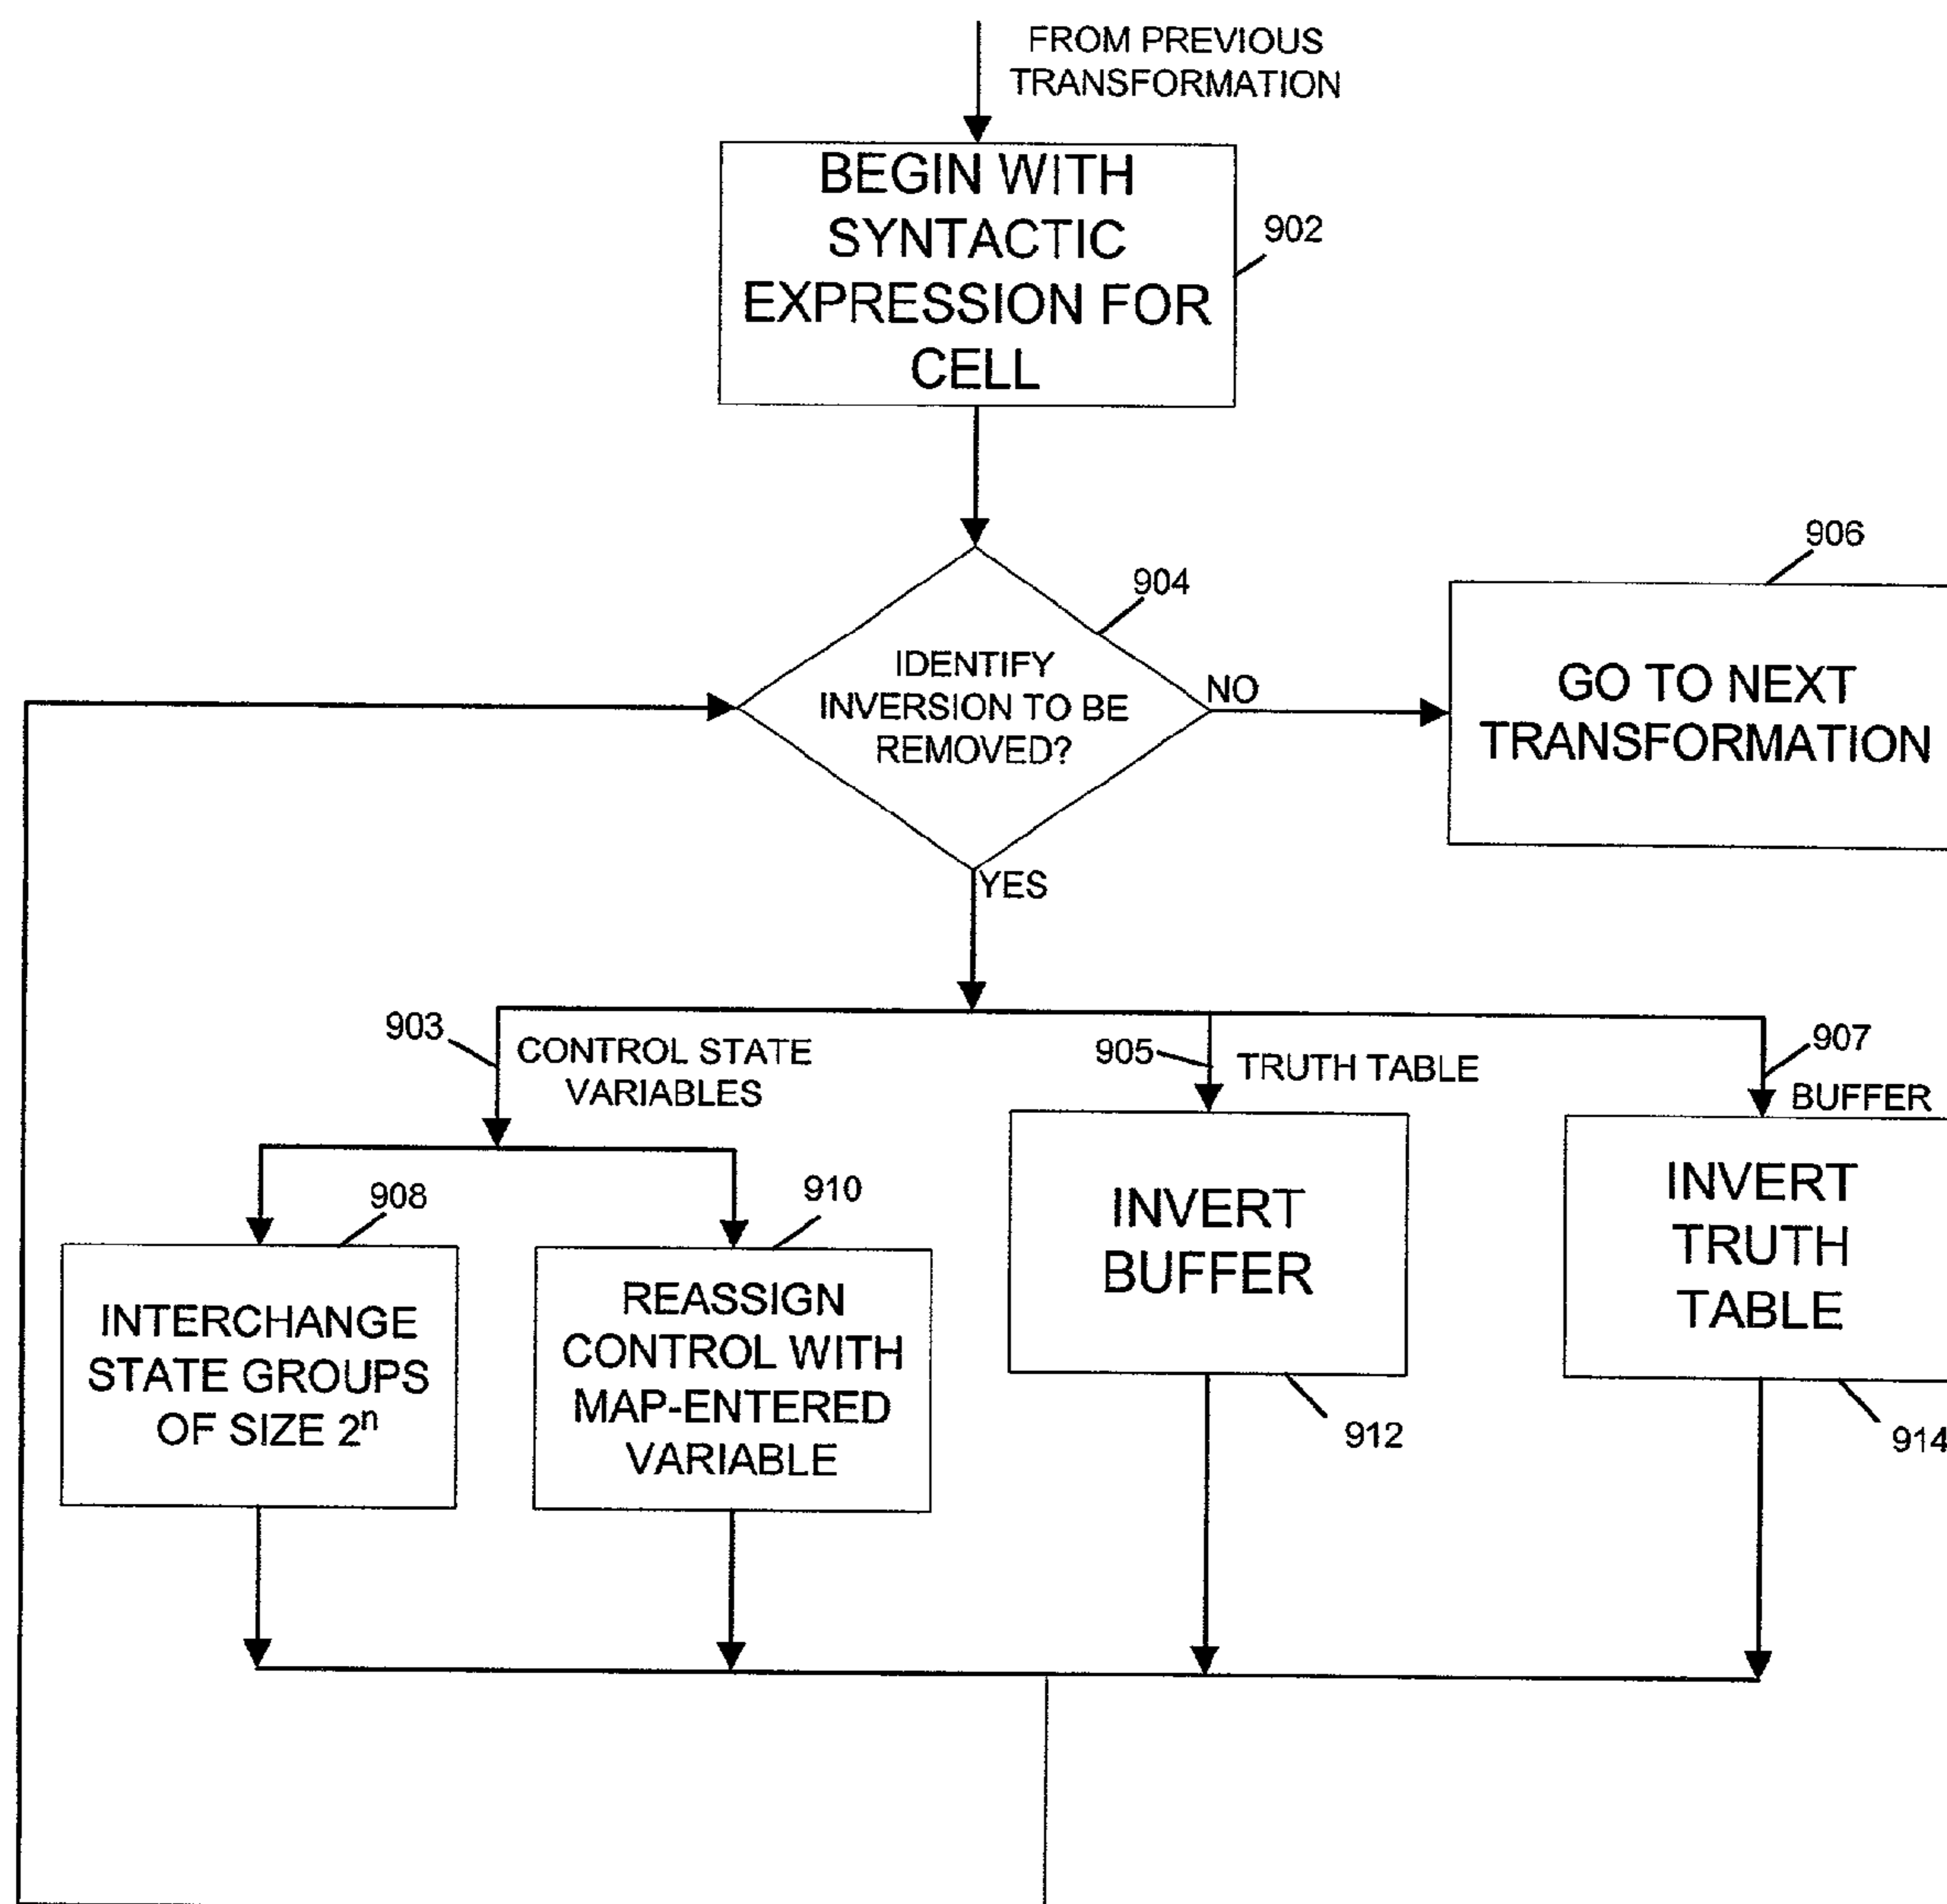 FROM PREVIOUS
TRANSFORMATION
BEGIN WITH
SYNTACTIC
EXPRESSION FOR
CELL
902
904
906
IDENTIFY
INVERSION TO BE
REMOVED?
NO
GO TO NEXT
TRANSFORMATION
YES
903
CONTROL STATE
VARIABLES
905
TRUTH TABLE
907
BUFFER
908
910
INTERCHANGE
STATE GROUPS
OF SIZE 2ⁿ
REASSIGN
CONTROL WITH
MAP-ENTERED
VARIABLE
INVERT
BUFFER
912
INVERT
TRUTH
TABLE
914